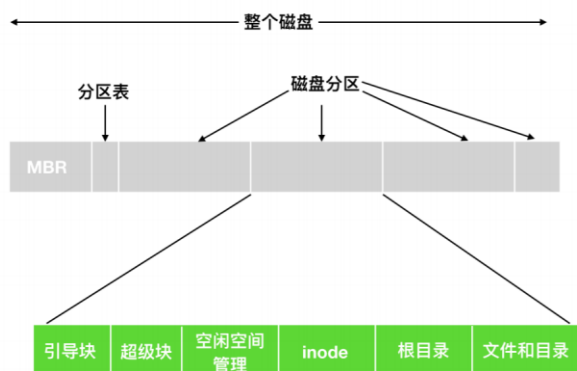 整个磁盘
分区表
磁盘分区
MBR
引导块
超级块
空闲空间
管理
inode
根目录
文件和目录